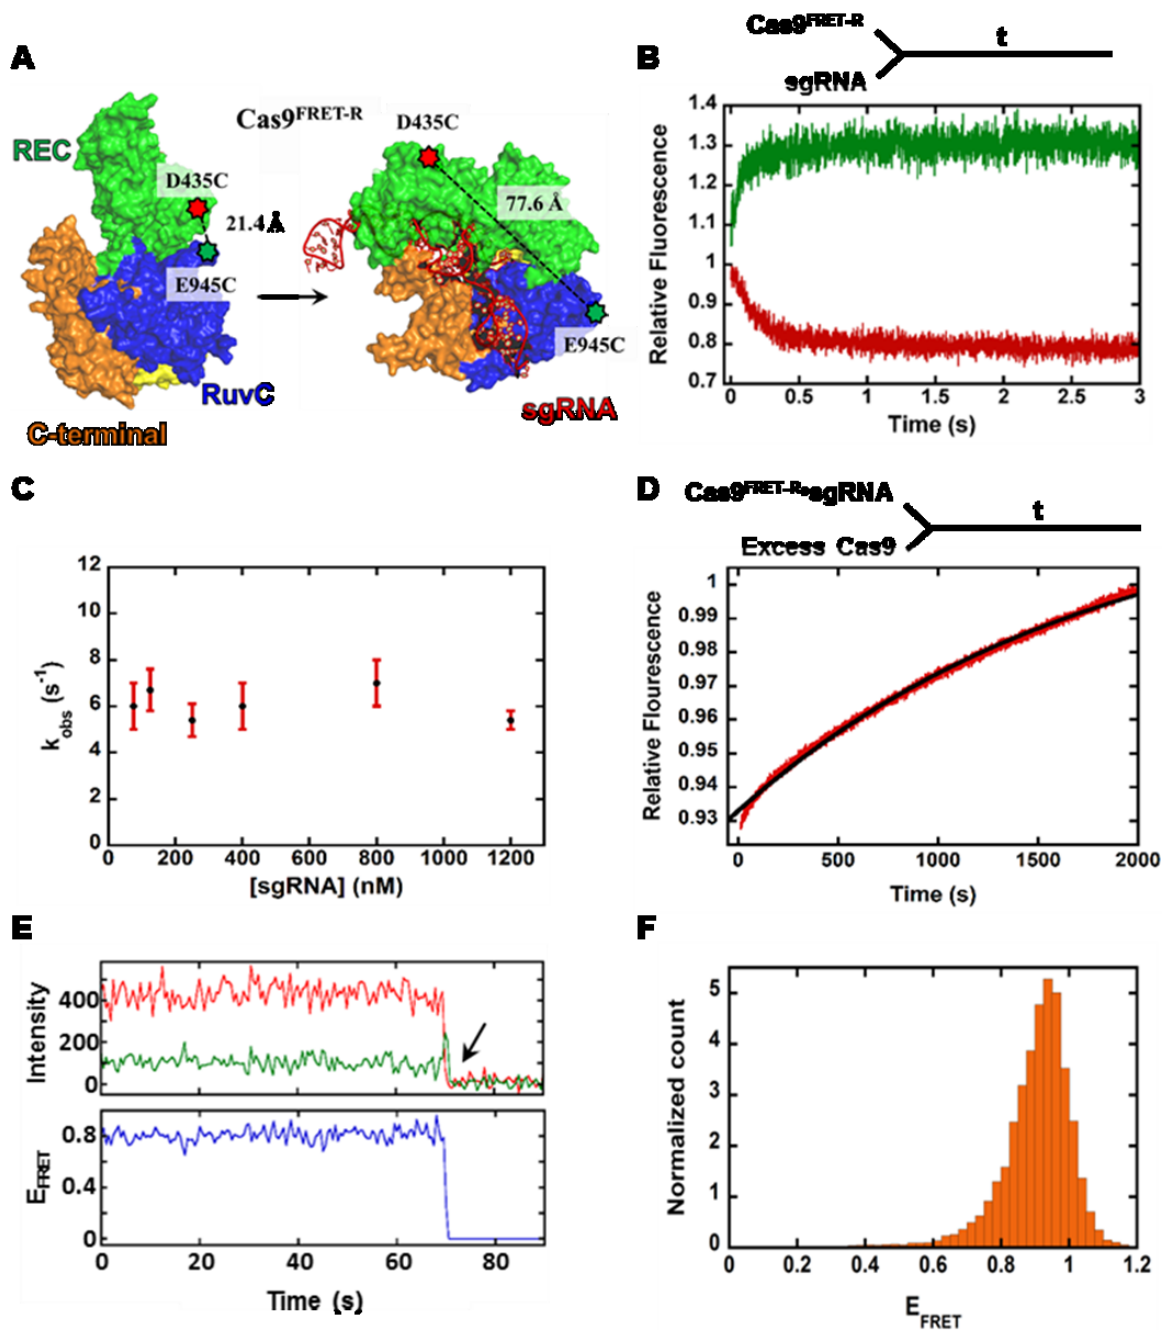 A
Cas9FRET-R
REC
D435C
D435C
21.4 Å
77.6 Å
E945C
E945C
RuvC
sgRNA
C-terminal
B
Cas9FRET-R
t
sgRNA
Relative Fluorescence
1.4
1.3
1.2
1.1
1
0.9
0.8
0.7
0 0.5 1 1.5 2 2.5 3
Time (s)
C
kobs (s-1)
12
10
8
6
4
2
0
0 200 400 600 800 1000 1200
[sgRNA] (nM)
D
Cas9FRET-R•sgRNA
t
Excess Cas9
Relative Flourescence
1
0.99
0.98
0.97
0.96
0.95
0.94
0.93
0 500 1000 1500 2000
Time (s)
E
Intensity
400
200
0
EFRET
0.8
0.4
0
0 20 40 60 80
Time (s)
F
Normalized count
5
4
3
2
1
0
0 0.2 0.4 0.6 0.8 1 1.2
EFRET